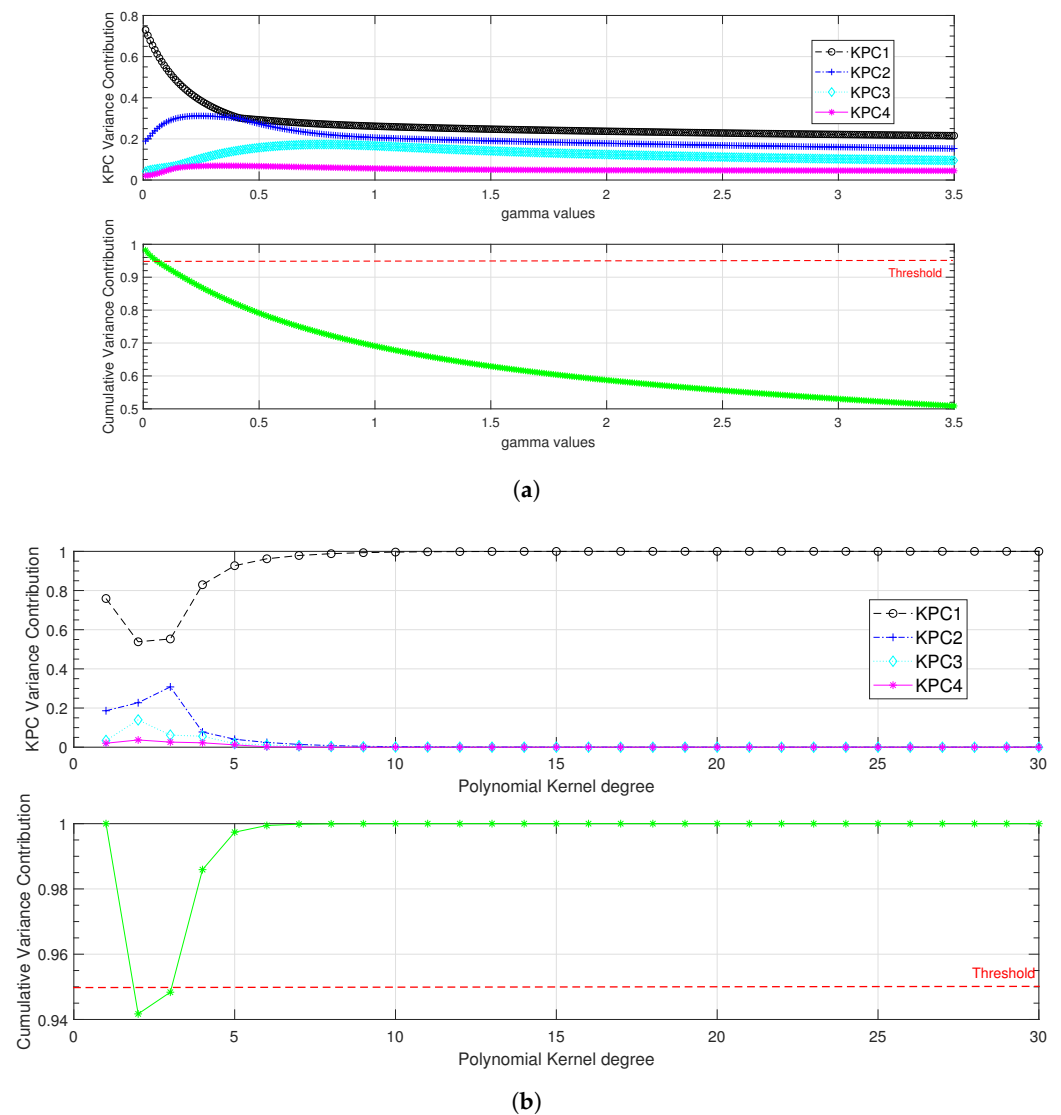 KPC Variance Contribution
0.8
0.6
0.4
0.2
0
KPC1
KPC2
KPC3
KPC4
0 0.5 1 1.5 2 2.5 3 3.5
gamma values
Cumulative Variance Contribution
1
0.9
0.8
0.7
0.6
0.5
Threshold
0 0.5 1 1.5 2 2.5 3 3.5
gamma values
(a)
KPC Variance Contribution
1
0.8
0.6
0.4
0.2
0
KPC1
KPC2
KPC3
KPC4
0 5 10 15 20 25 30
Polynomial Kernel degree
Cumulative Variance Contribution
1
0.98
0.96
0.94
Threshold
0 5 10 15 20 25 30
Polynomial Kernel degree
(b)